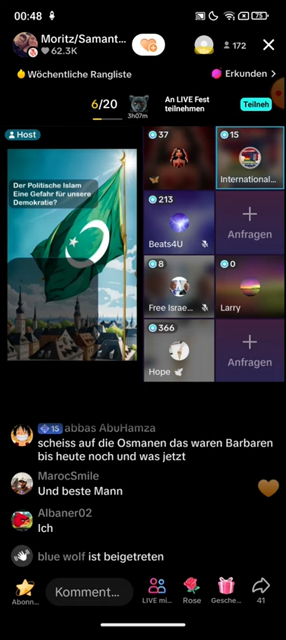 00:48
75
Moritz/Samant...
62.3K
172
Wöchentliche Rangliste
Erkunden >
6/20
3h07m
An LIVE Fest
teilnehmen
Teilneh
Host
Der Politische Islam
Eine Gefahr für unsere
Demokratie?
37
15
International...
213
Beats4U
Anfragen
8
Free Israe...
0
Larry
366
Hope
Anfragen
15 abbas AbuHamza
scheiss auf die Osmanen das waren Barbaren
bis heute noch und was jetzt
MarocSmile
Und beste Mann
Albaner02
Ich
blue wolf ist beigetreten
Abonn...
Komment...
LIVE mi...
Rose
Gesche...
41